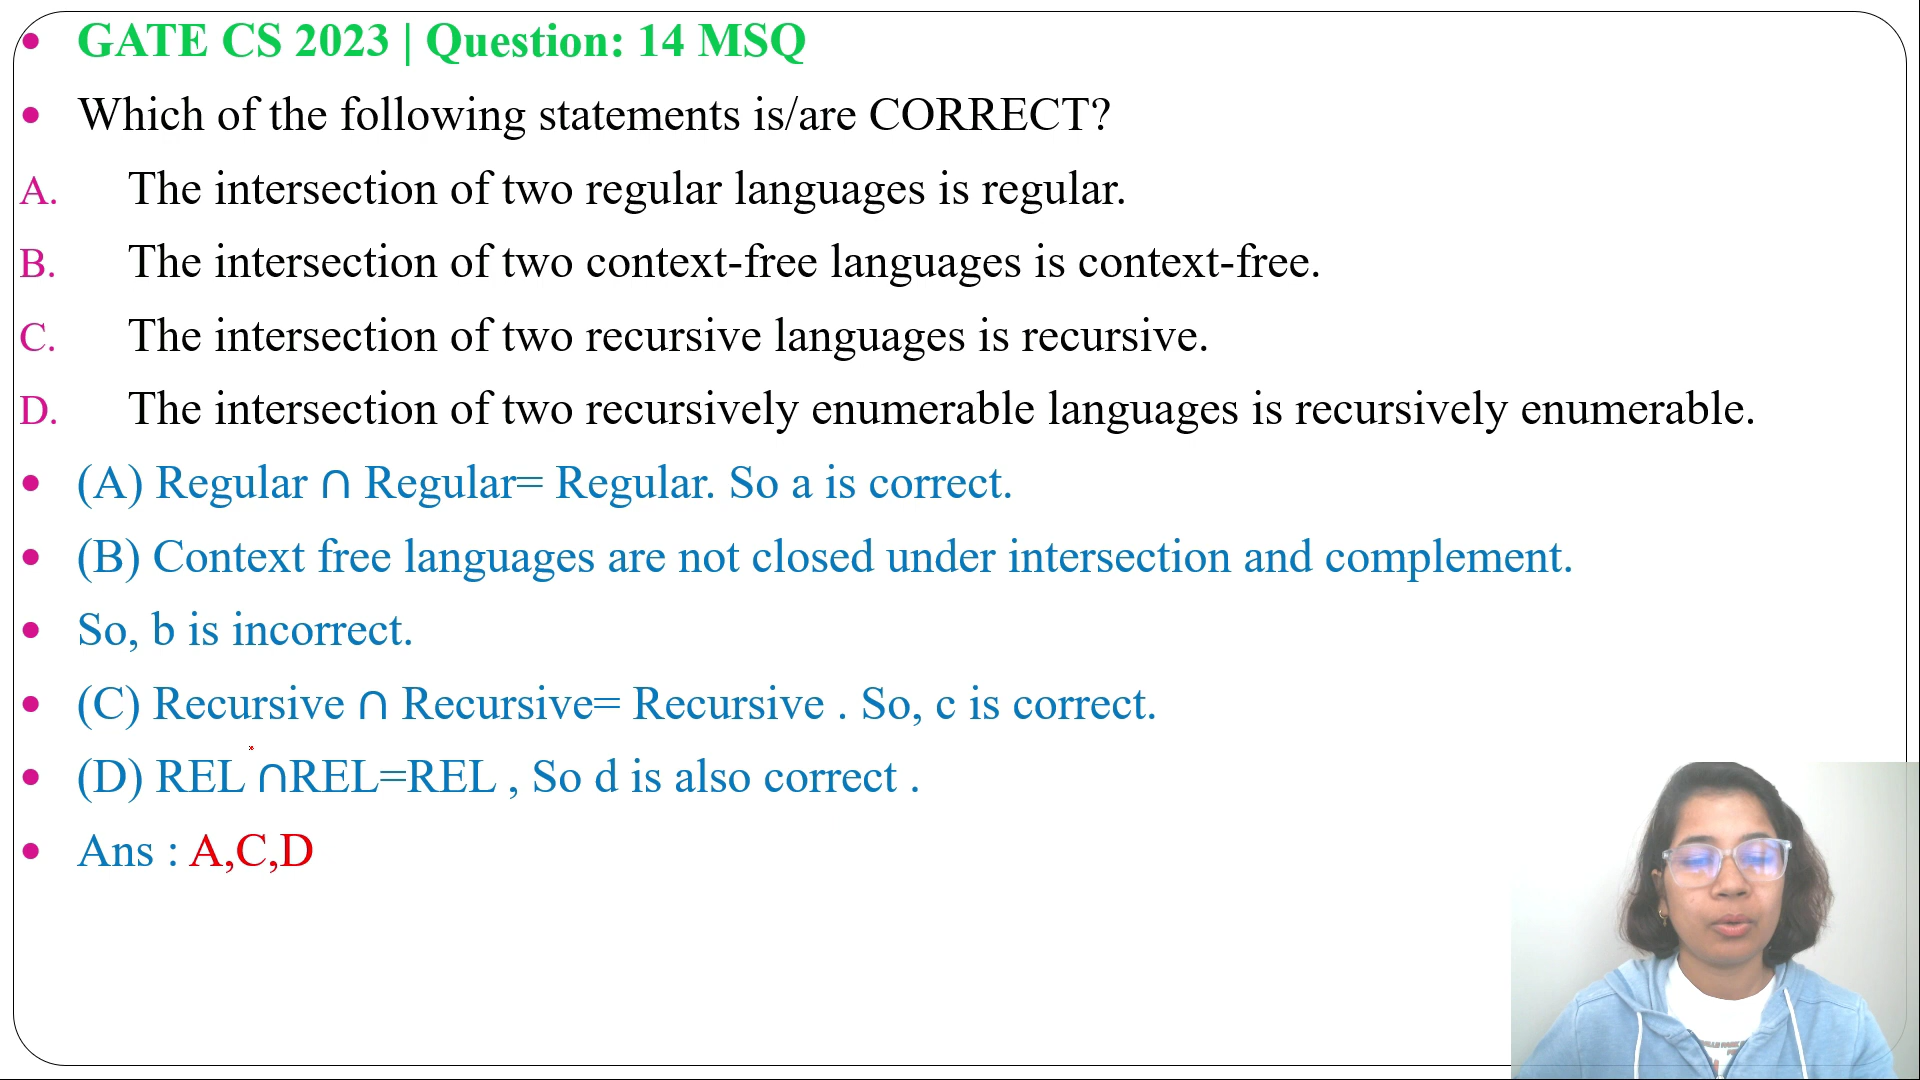 GATE CS 2023 | Question: 14 MSQ
Which of the following statements is/are CORRECT?
A. The intersection of two regular languages is regular.
B. The intersection of two context-free languages is context-free.
C. The intersection of two recursive languages is recursive.
D. The intersection of two recursively enumerable languages is recursively enumerable.
(A) Regular ∩ Regular= Regular. So a is correct.
(B) Context free languages are not closed under intersection and complement.
So, b is incorrect.
(C) Recursive ∩ Recursive= Recursive . So, c is correct.
(D) REL ∩REL=REL , So d is also correct .
Ans : A,C,D